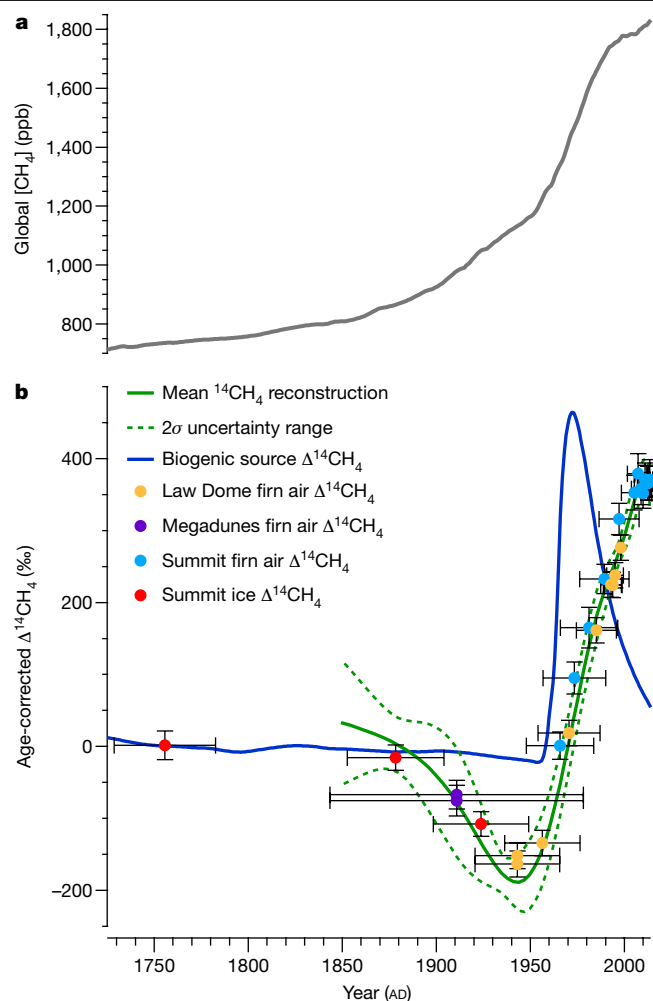 a
1,800
1,600
1,400
1,200
1,000
800
Global [CH₄] (ppb)
b
Mean ¹⁴CH₄ reconstruction
2σ uncertainty range
Biogenic source Δ¹⁴CH₄
Law Dome firn air Δ¹⁴CH₄
Megadunes firn air Δ¹⁴CH₄
Summit firn air Δ¹⁴CH₄
Summit ice Δ¹⁴CH₄
400
200
0
−200
Age-corrected Δ¹⁴CH₄ (‰)
1750 1800 1850 1900 1950 2000
Year (AD)